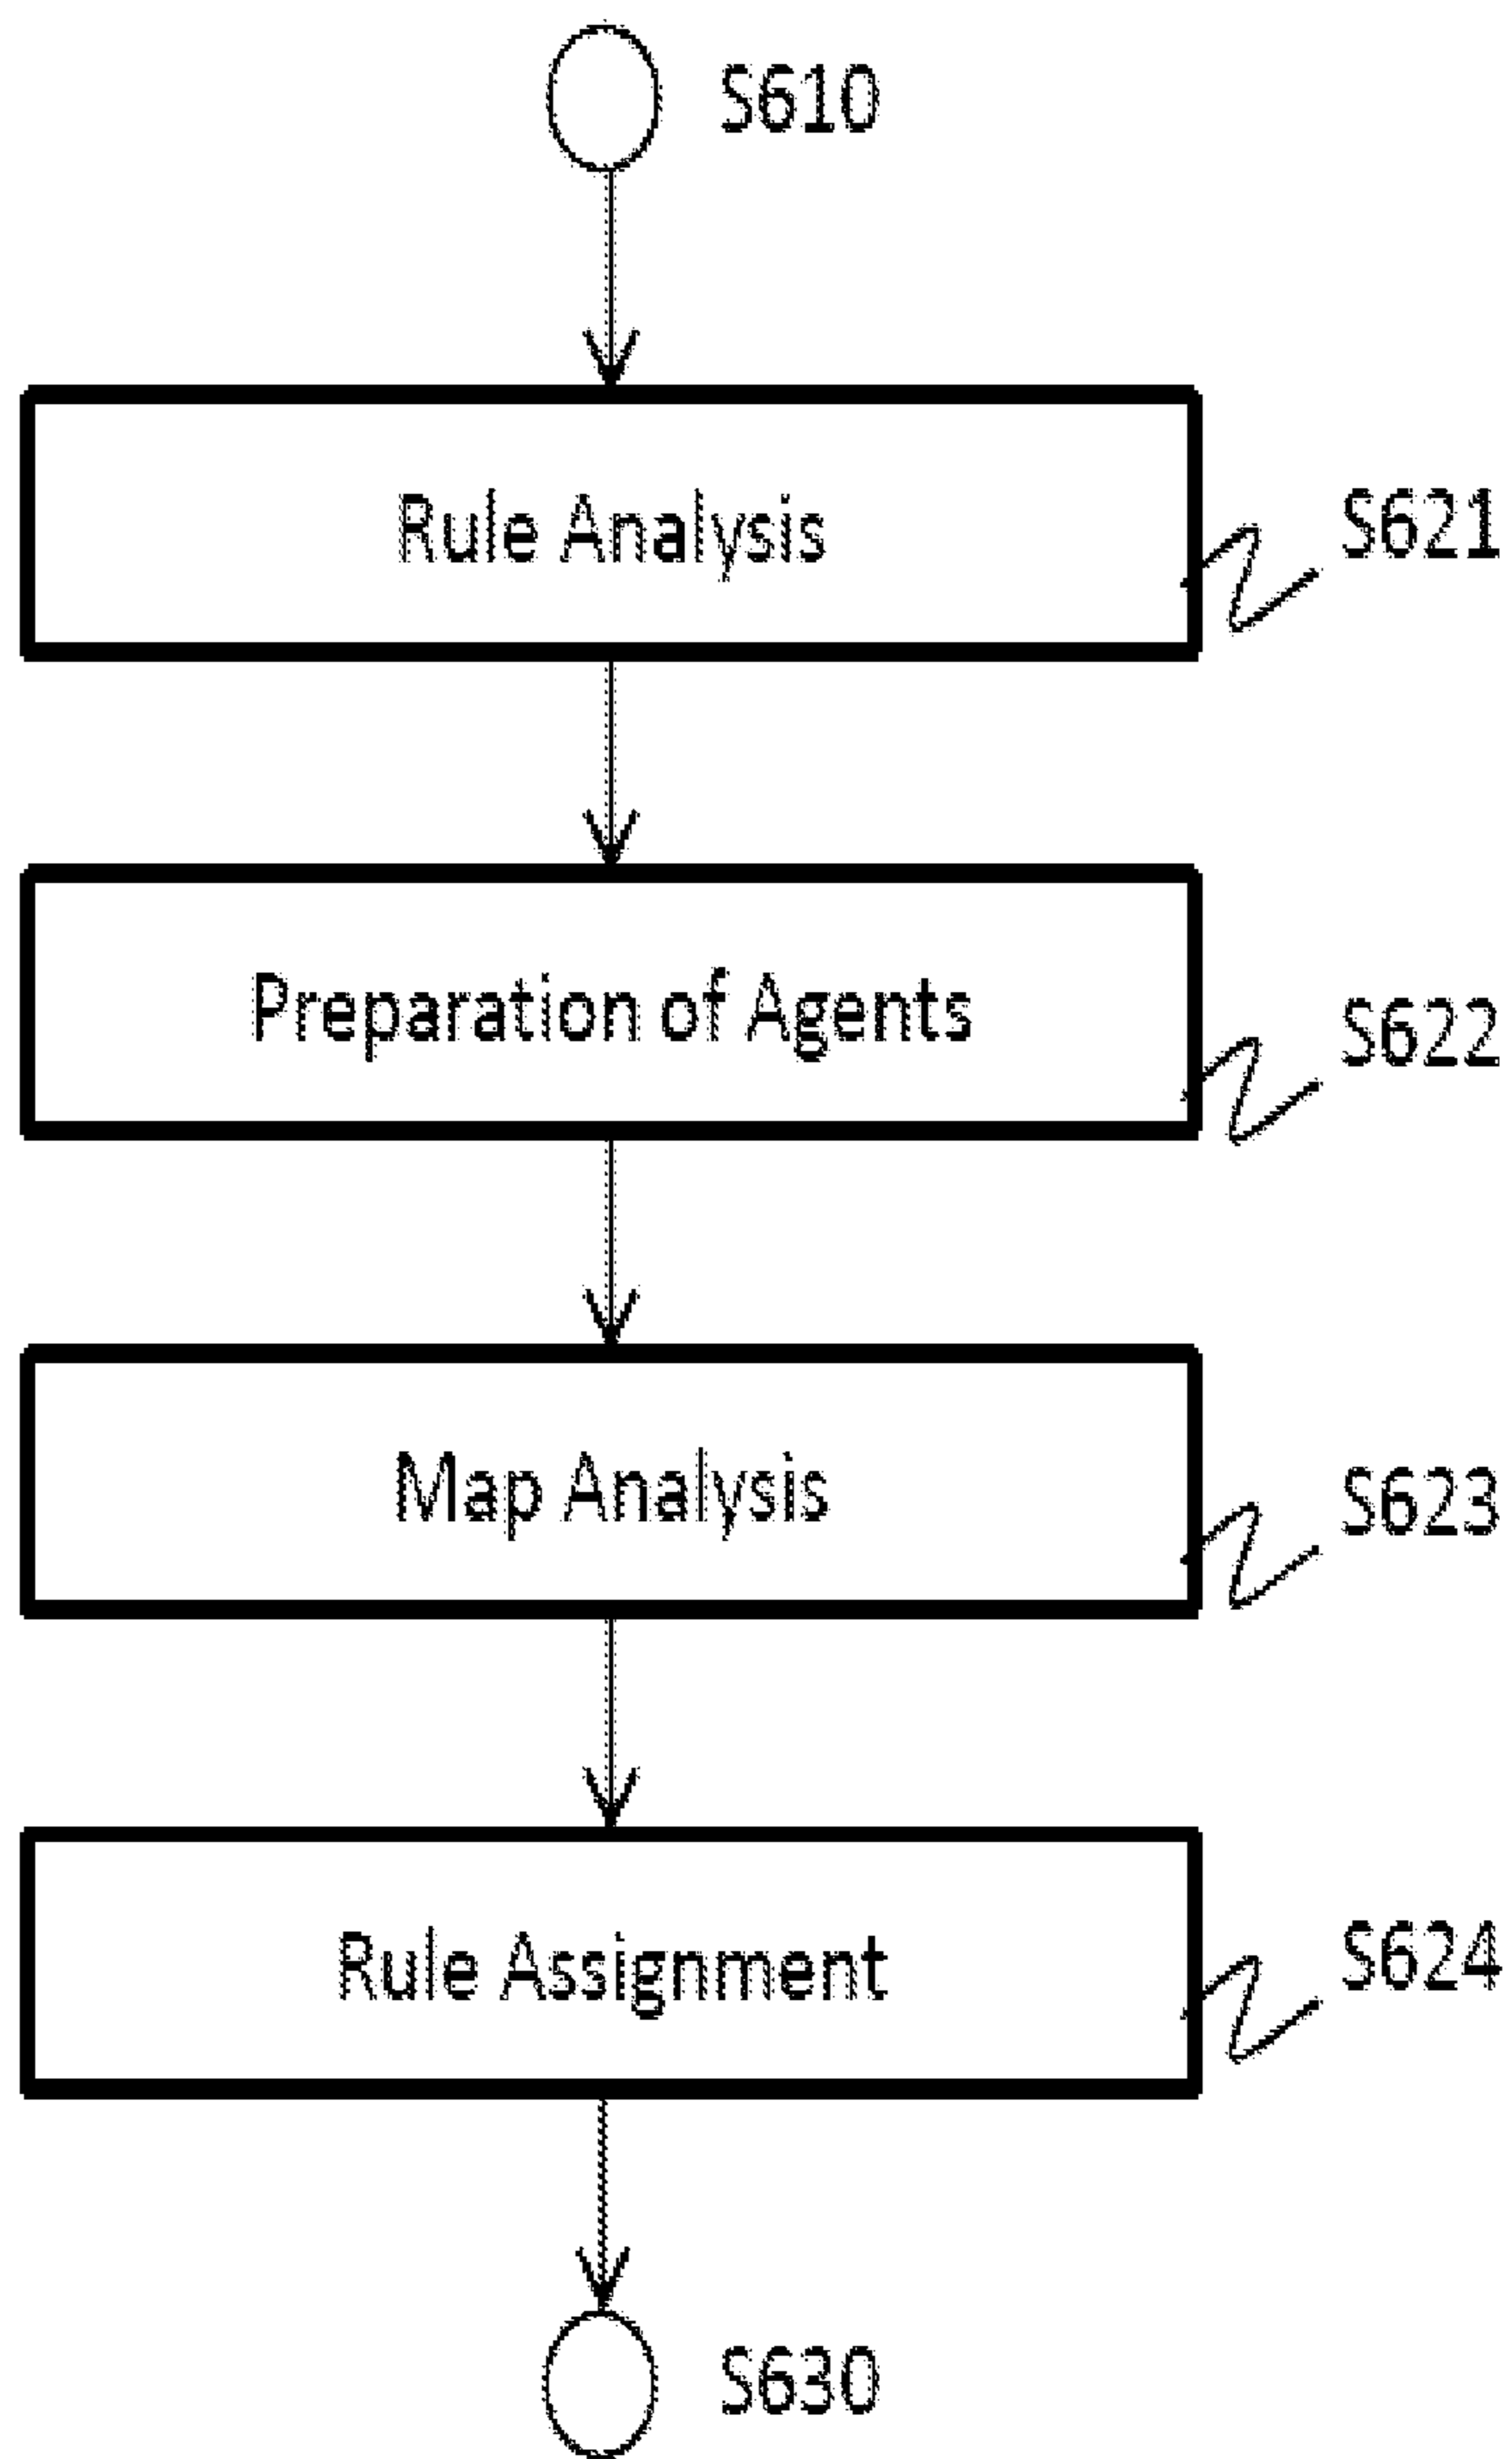 S610
Rule Analysis
S621
Preparation of Agents
S622
Map Analysis
S623
Rule Assignment
S624
S630